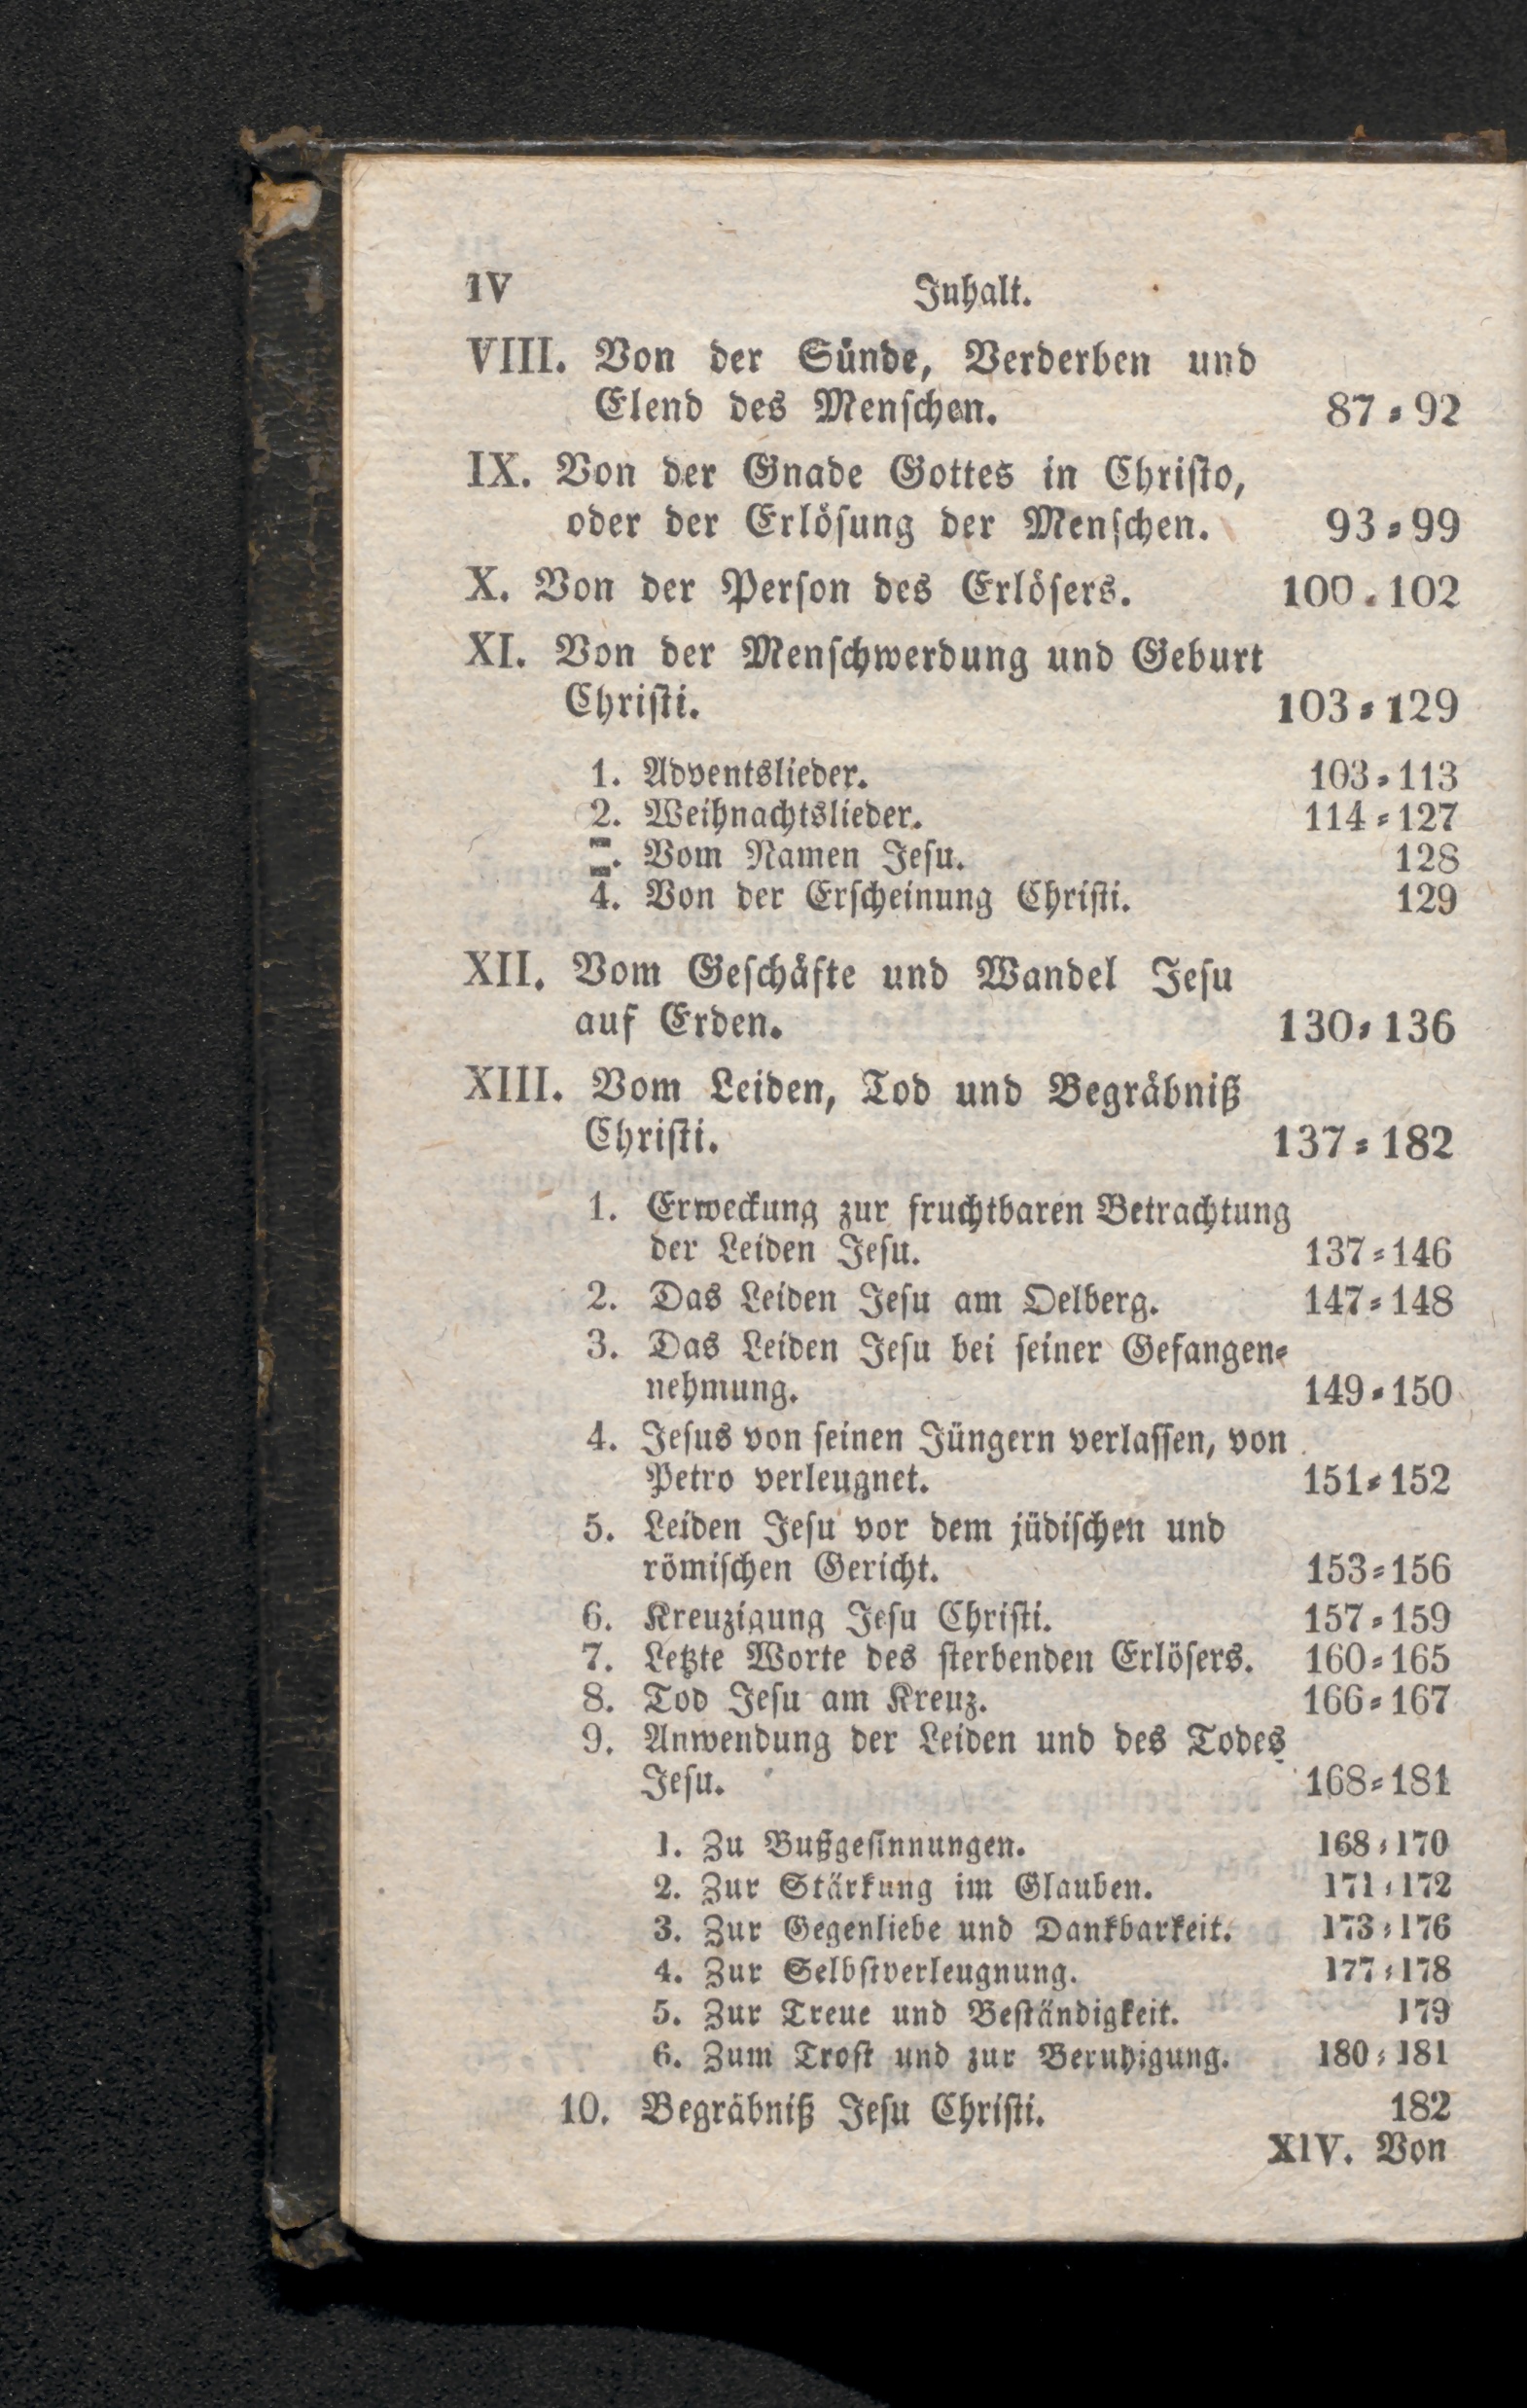 IV Inhalt.
VIII. Von der Sünde, Verderben und
Elend des Menschen. 87=92
IX. Von der Gnade Gottes in Christo,
oder der Erlösung der Menschen. 93=99
X. Von der Person des Erlösers. 100.102
XI. Von der Menschwerdung und Geburt
Christi. 103=129
1. Adventslieder. 103=113
2. Weihnachtslieder. 114=127
. Vom Namen Jesu. 128
4. Von der Erscheinung Christi. 129
XII. Vom Geschäfte und Wandel Jesu
auf Erden. 130=136
XIII. Vom Leiden, Tod und Begräbniß
Christi. 137=182
1. Erweckung zur fruchtbaren Betrachtung
der Leiden Jesu. 137=146
2. Das Leiden Jesu am Oelberg. 147=148
3. Das Leiden Jesu bei seiner Gefangen=
nehmung. 149=150
4. Jesus von seinen Jüngern verlassen, von
Petro verleugnet. 151=152
5. Leiden Jesu vor dem jüdischen und
römischen Gericht. 153=156
6. Kreuzigung Jesu Christi. 157=159
7. Letzte Worte des sterbenden Erlösers. 160=165
8. Tod Jesu am Kreuz. 166=167
9. Anwendung der Leiden und des Todes
Jesu. 168=181
1. Zu Bußgesinnungen. 168=170
2. Zur Stärkung im Glauben. 171=172
3. Zur Gegenliebe und Dankbarkeit. 173=176
4. Zur Selbstverleugnung. 177=178
5. Zur Treue und Beständigkeit. 179
6. Zum Trost und zur Beruhigung. 180=181
10. Begräbniß Jesu Christi. 182
XIV. Von